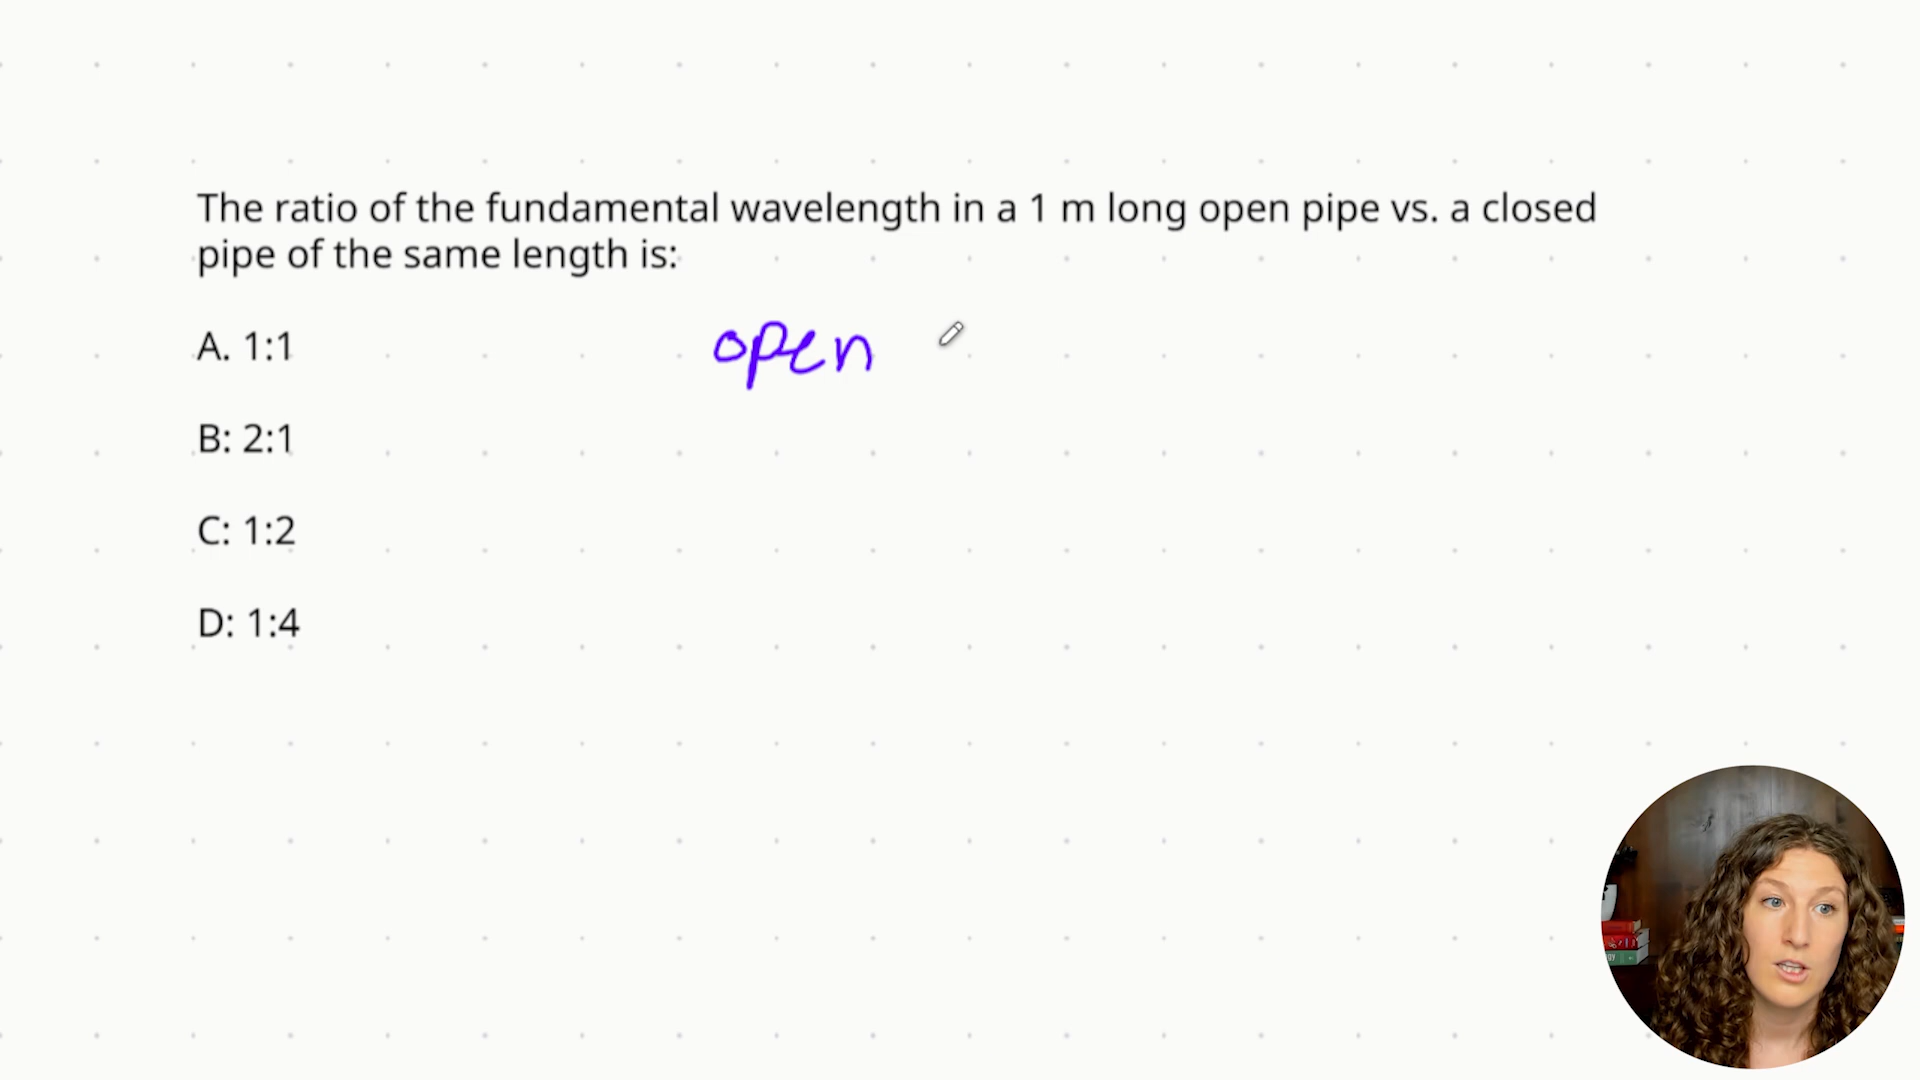 The ratio of the fundamental wavelength in a 1 m long open pipe vs. a closed
pipe of the same length is:
A. 1:1
open
B: 2:1
C: 1:2
D: 1:4